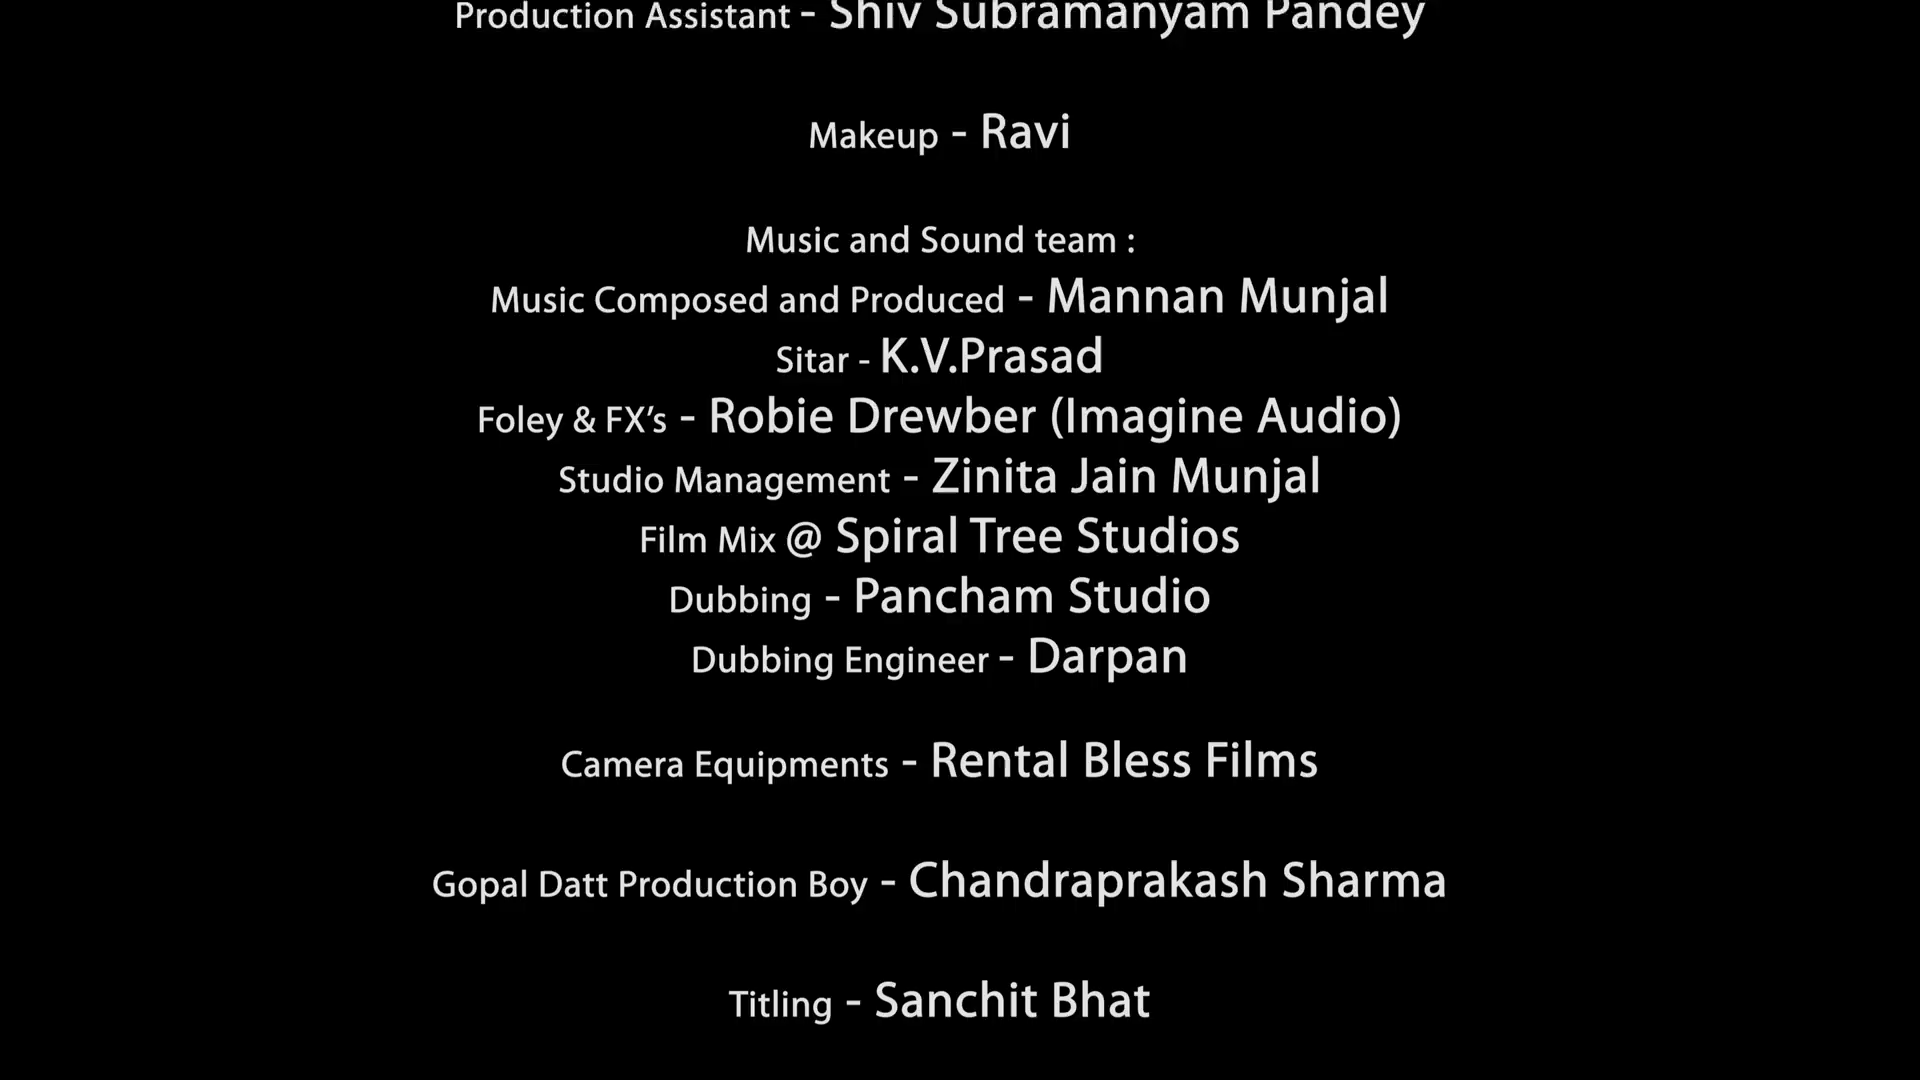 Production Assistant - Shiv Subramanyam Pandey
Makeup - Ravi
Music and Sound team :
Music Composed and Produced - Mannan Munjal
Sitar - K.V.Prasad
Foley & FX’s - Robie Drewber (Imagine Audio)
Studio Management - Zinita Jain Munjal
Film Mix @ Spiral Tree Studios
Dubbing - Pancham Studio
Dubbing Engineer - Darpan
Camera Equipments - Rental Bless Films
Gopal Datt Production Boy - Chandraprakash Sharma
Titling - Sanchit Bhat